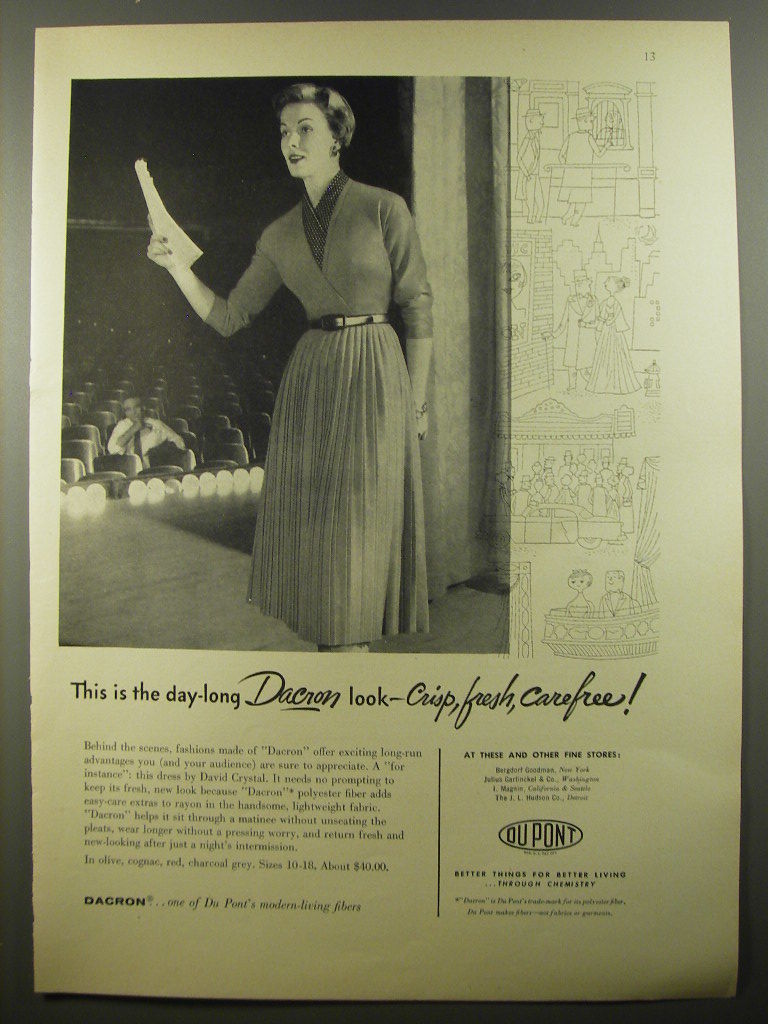 13
This is the day-long Dacron look—Crisp, fresh, carefree!
Behind the scenes, fashions made of "Dacron" offer exciting long-run
advantages you (and your audience) are sure to appreciate. A "for
instance": this dress by David Crystal. It needs no prompting to
keep its fresh, new look because "Dacron"* polyester fiber adds
easy-care extras to rayon in the handsome, lightweight fabric.
"Dacron" helps it sit through a matinee without unseating the
pleats, wear longer without a pressing worry, and return fresh and
new-looking after just a night's intermission.
In olive, cognac, red, charcoal grey. Sizes 10-18. About $40.00.
DACRON®... one of Du Pont's modern-living fibers
AT THESE AND OTHER FINE STORES:
Bergdorf Goodman, New York
Julius Garfinckel & Co., Washington
I. Magnin, California & Seattle
The J. L. Hudson Co., Detroit
DU PONT
REG. U.S. PAT. OFF.
BETTER THINGS FOR BETTER LIVING
...THROUGH CHEMISTRY
*"Dacron" is Du Pont's trade-mark for its polyester fiber.
Du Pont makes fibers—not fabrics or garments.